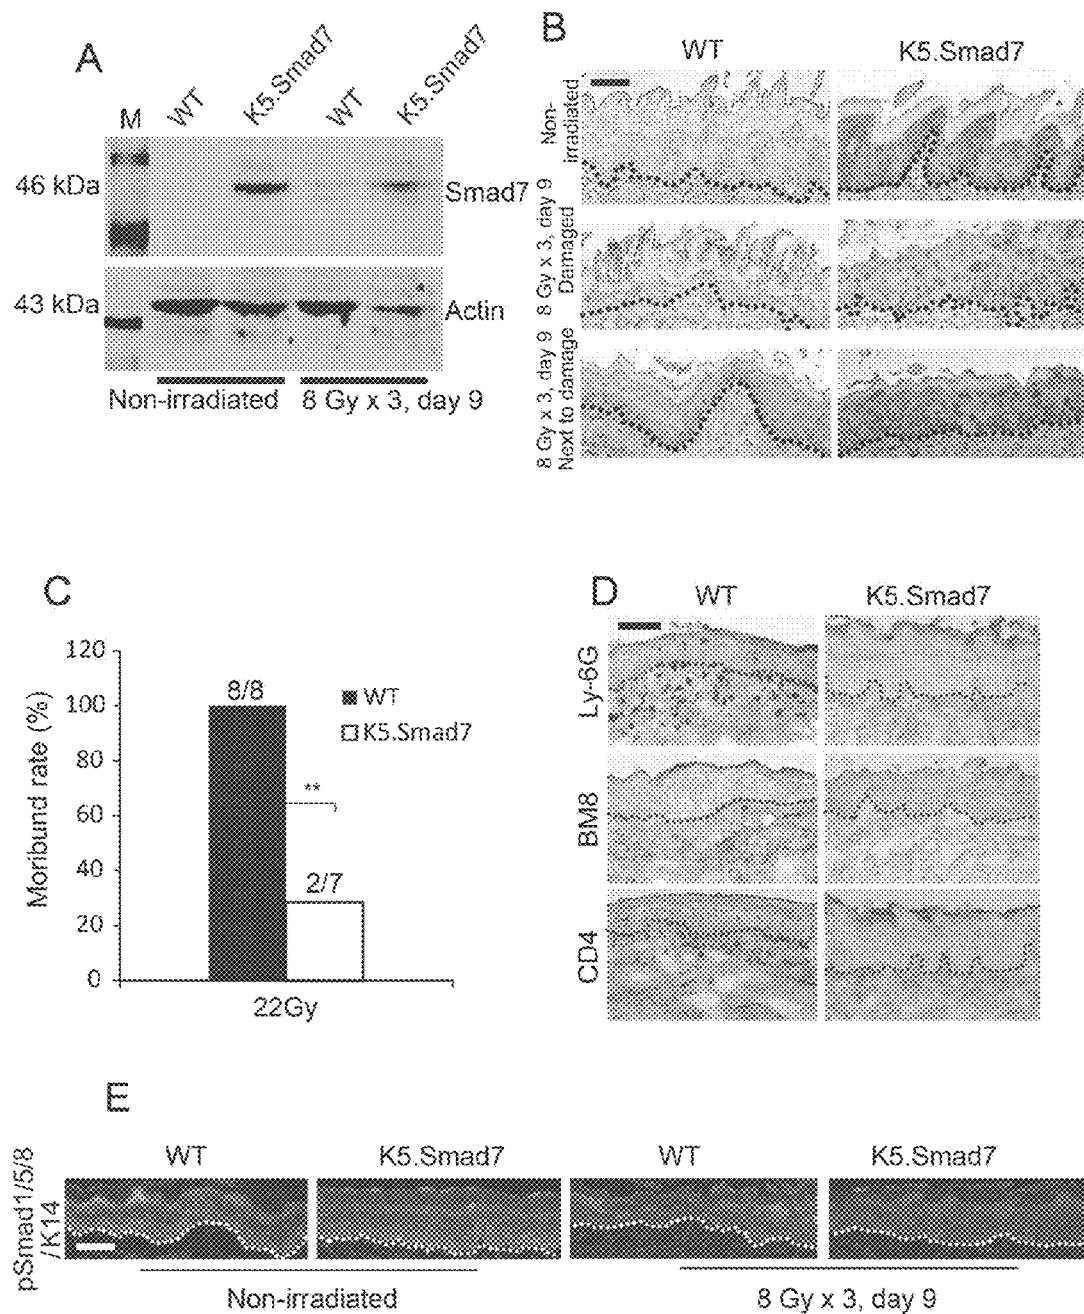 A
M
WT
K5.Smad7
WT
K5.Smad7
46 kDa
Smad7
43 kDa
Actin
Non-irradiated
8 Gy x 3, day 9
B
WT
K5.Smad7
Non-
irradiated
8 Gy x 3, day 9
Damaged
8 Gy x 3, day 9
Next to damage
C
120
100
80
60
40
20
0
Moribund rate (%)
8/8
**
2/7
WT
K5.Smad7
22Gy
D
WT
K5.Smad7
Ly-6G
BM8
CD4
E
WT
K5.Smad7
WT
K5.Smad7
pSmad1/5/8
/K14
Non-irradiated
8 Gy x 3, day 9